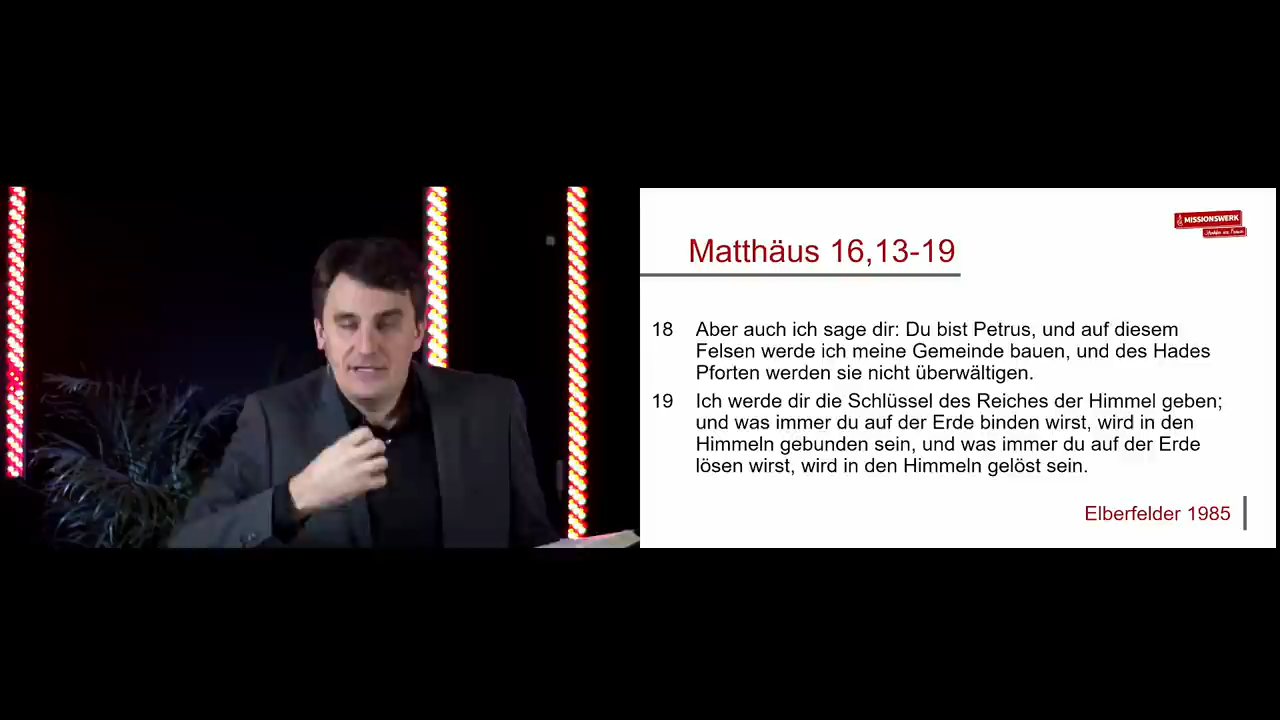 MISSIONSWERK
Matthäus 16,13-19
18 Aber auch ich sage dir: Du bist Petrus, und auf diesem
Felsen werde ich meine Gemeinde bauen, und des Hades
Pforten werden sie nicht überwältigen.
19 Ich werde dir die Schlüssel des Reiches der Himmel geben;
und was immer du auf der Erde binden wirst, wird in den
Himmeln gebunden sein, und was immer du auf der Erde
lösen wirst, wird in den Himmeln gelöst sein.
Elberfelder 1985